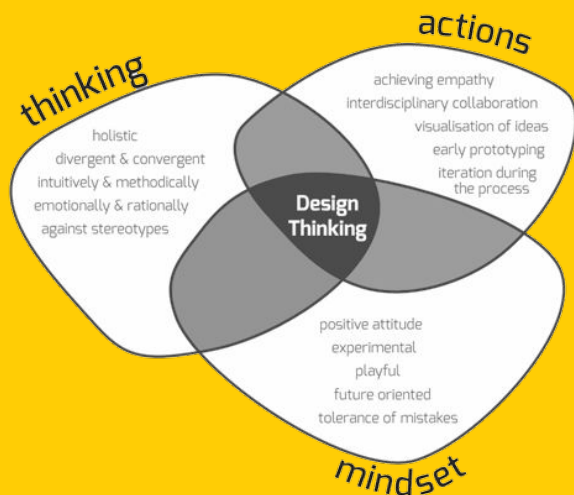 thinking
holistic
divergent & convergent
intuitively & methodically
emotionally & rationally
against stereotypes
actions
achieving empathy
interdisciplinary collaboration
visualisation of ideas
early prototyping
iteration during
the process
Design
Thinking
positive attitude
experimental
playful
future oriented
tolerance of mistakes
mindset